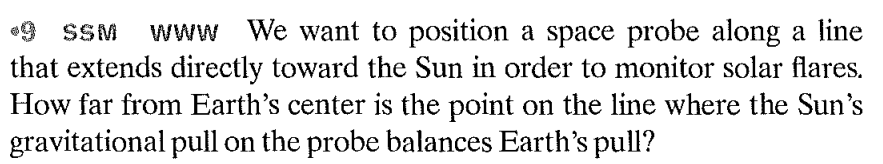 •9 SSM WWW We want to position a space probe along a line
that extends directly toward the Sun in order to monitor solar flares.
How far from Earth's center is the point on the line where the Sun's
gravitational pull on the probe balances Earth's pull?